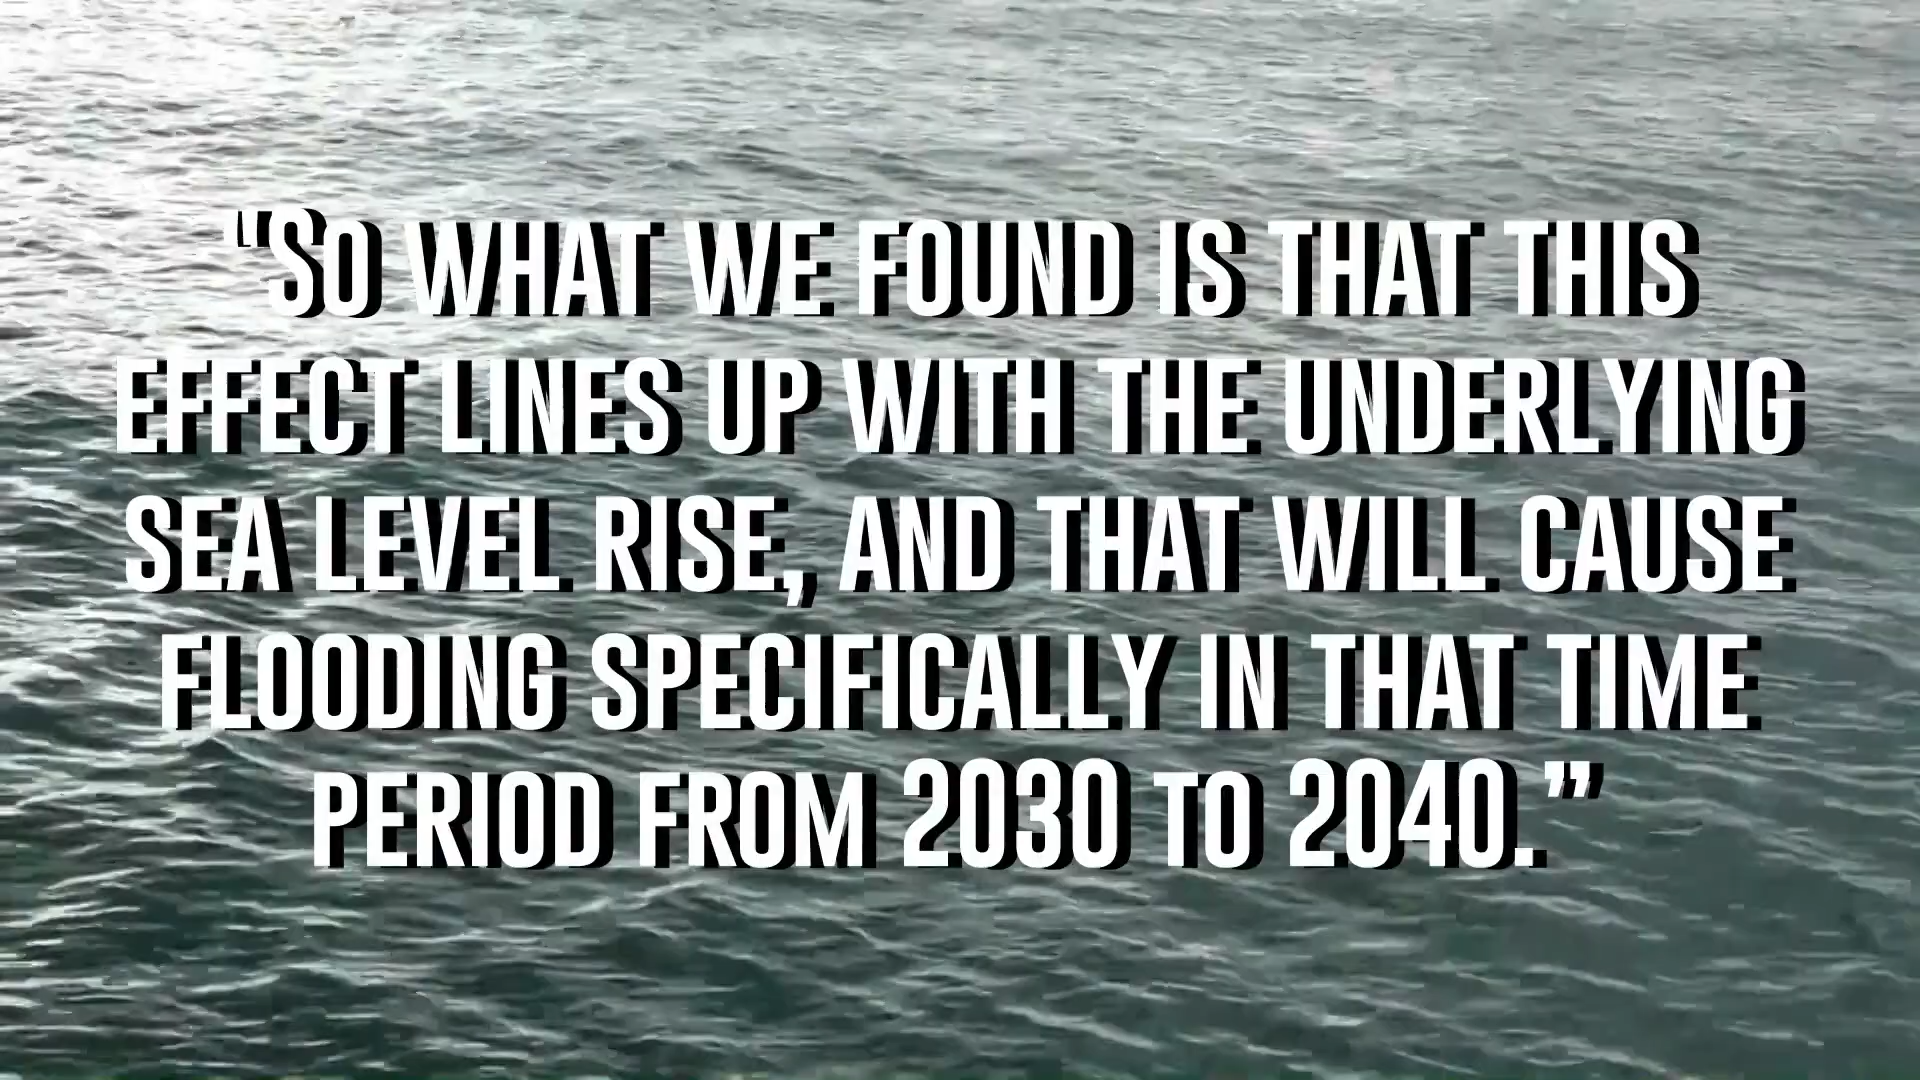 "So what we found is that this
effect lines up with the underlying
sea level rise, and that will cause
flooding specifically in that time
period from 2030 to 2040.”’